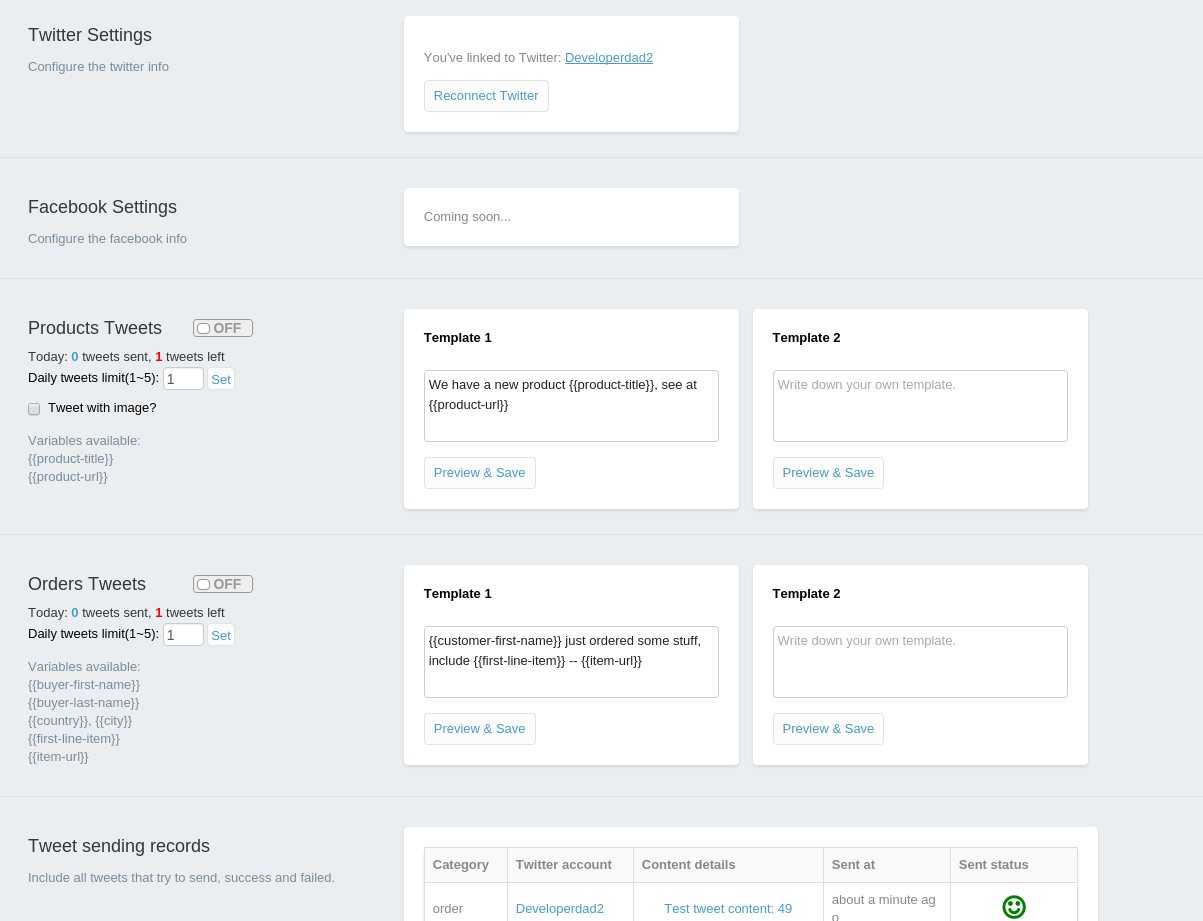 Twitter Settings
Configure the twitter info
You've linked to Twitter: Developerdad2
Reconnect Twitter
Facebook Settings
Configure the facebook info
Coming soon...
Products Tweets
OFF
Today: 0 tweets sent, 1 tweets left
Daily tweets limit(1~5): 1 Set
Tweet with image?
Variables available:
{{product-title}}
{{product-url}}
Template 1
We have a new product {{product-title}}, see at
{{product-url}}
Preview & Save
Template 2
Write down your own template.
Preview & Save
Orders Tweets
OFF
Today: 0 tweets sent, 1 tweets left
Daily tweets limit(1~5): 1 Set
Variables available:
{{buyer-first-name}}
{{buyer-last-name}}
{{country}}, {{city}}
{{first-line-item}}
{{item-url}}
Template 1
{{customer-first-name}} just ordered some stuff,
include {{first-line-item}} -- {{item-url}}
Preview & Save
Template 2
Write down your own template.
Preview & Save
Tweet sending records
Include all tweets that try to send, success and failed.
Category Twitter account Content details Sent at Sent status
order Developerdad2 Test tweet content: 49 about a minute ag
o